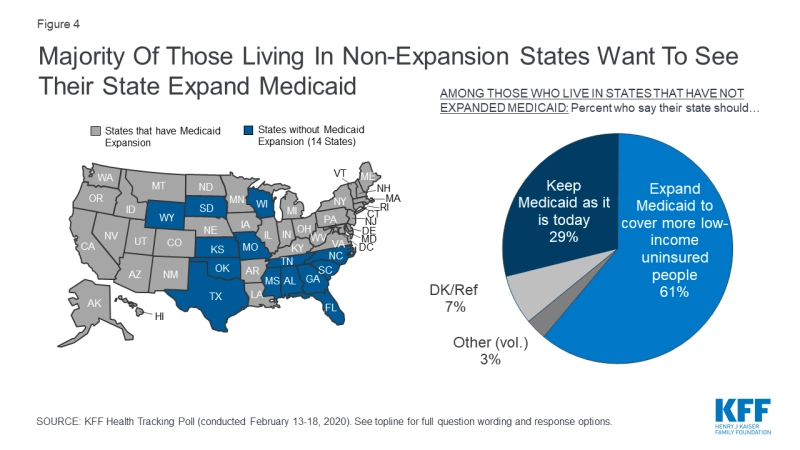 Figure 4
Majority Of Those Living In Non-Expansion States Want To See
Their State Expand Medicaid
AMONG THOSE WHO LIVE IN STATES THAT HAVE NOT
EXPANDED MEDICAID: Percent who say their state should…
States that have Medicaid
Expansion
States without Medicaid
Expansion (14 States)
WA
MT
ND
MN
WI
MI
VT
ME
NH
MA
RI
CT
NJ
DE
MD
DC
OR
ID
WY
SD
NY
PA
NV
UT
CO
NE
IA
IL
IN
OH
WV
VA
CA
KS
MO
KY
NC
AZ
NM
OK
AR
TN
SC
MS
AL
GA
TX
LA
FL
AK
HI
Keep
Medicaid as it
is today
29%
Expand
Medicaid to
cover more low-
income
uninsured
people
61%
DK/Ref
7%
Other (vol.)
3%
SOURCE: KFF Health Tracking Poll (conducted February 13-18, 2020). See topline for full question wording and response options.
KFF
HENRY J KAISER
FAMILY FOUNDATION